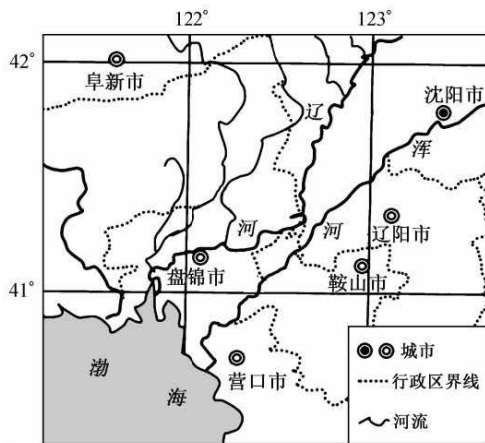 122° 123°
42°
阜新市
沈阳市
辽
浑
河 河
辽阳市
盘锦市
鞍山市
41°
渤
海
营口市
城市
行政区界线
河流